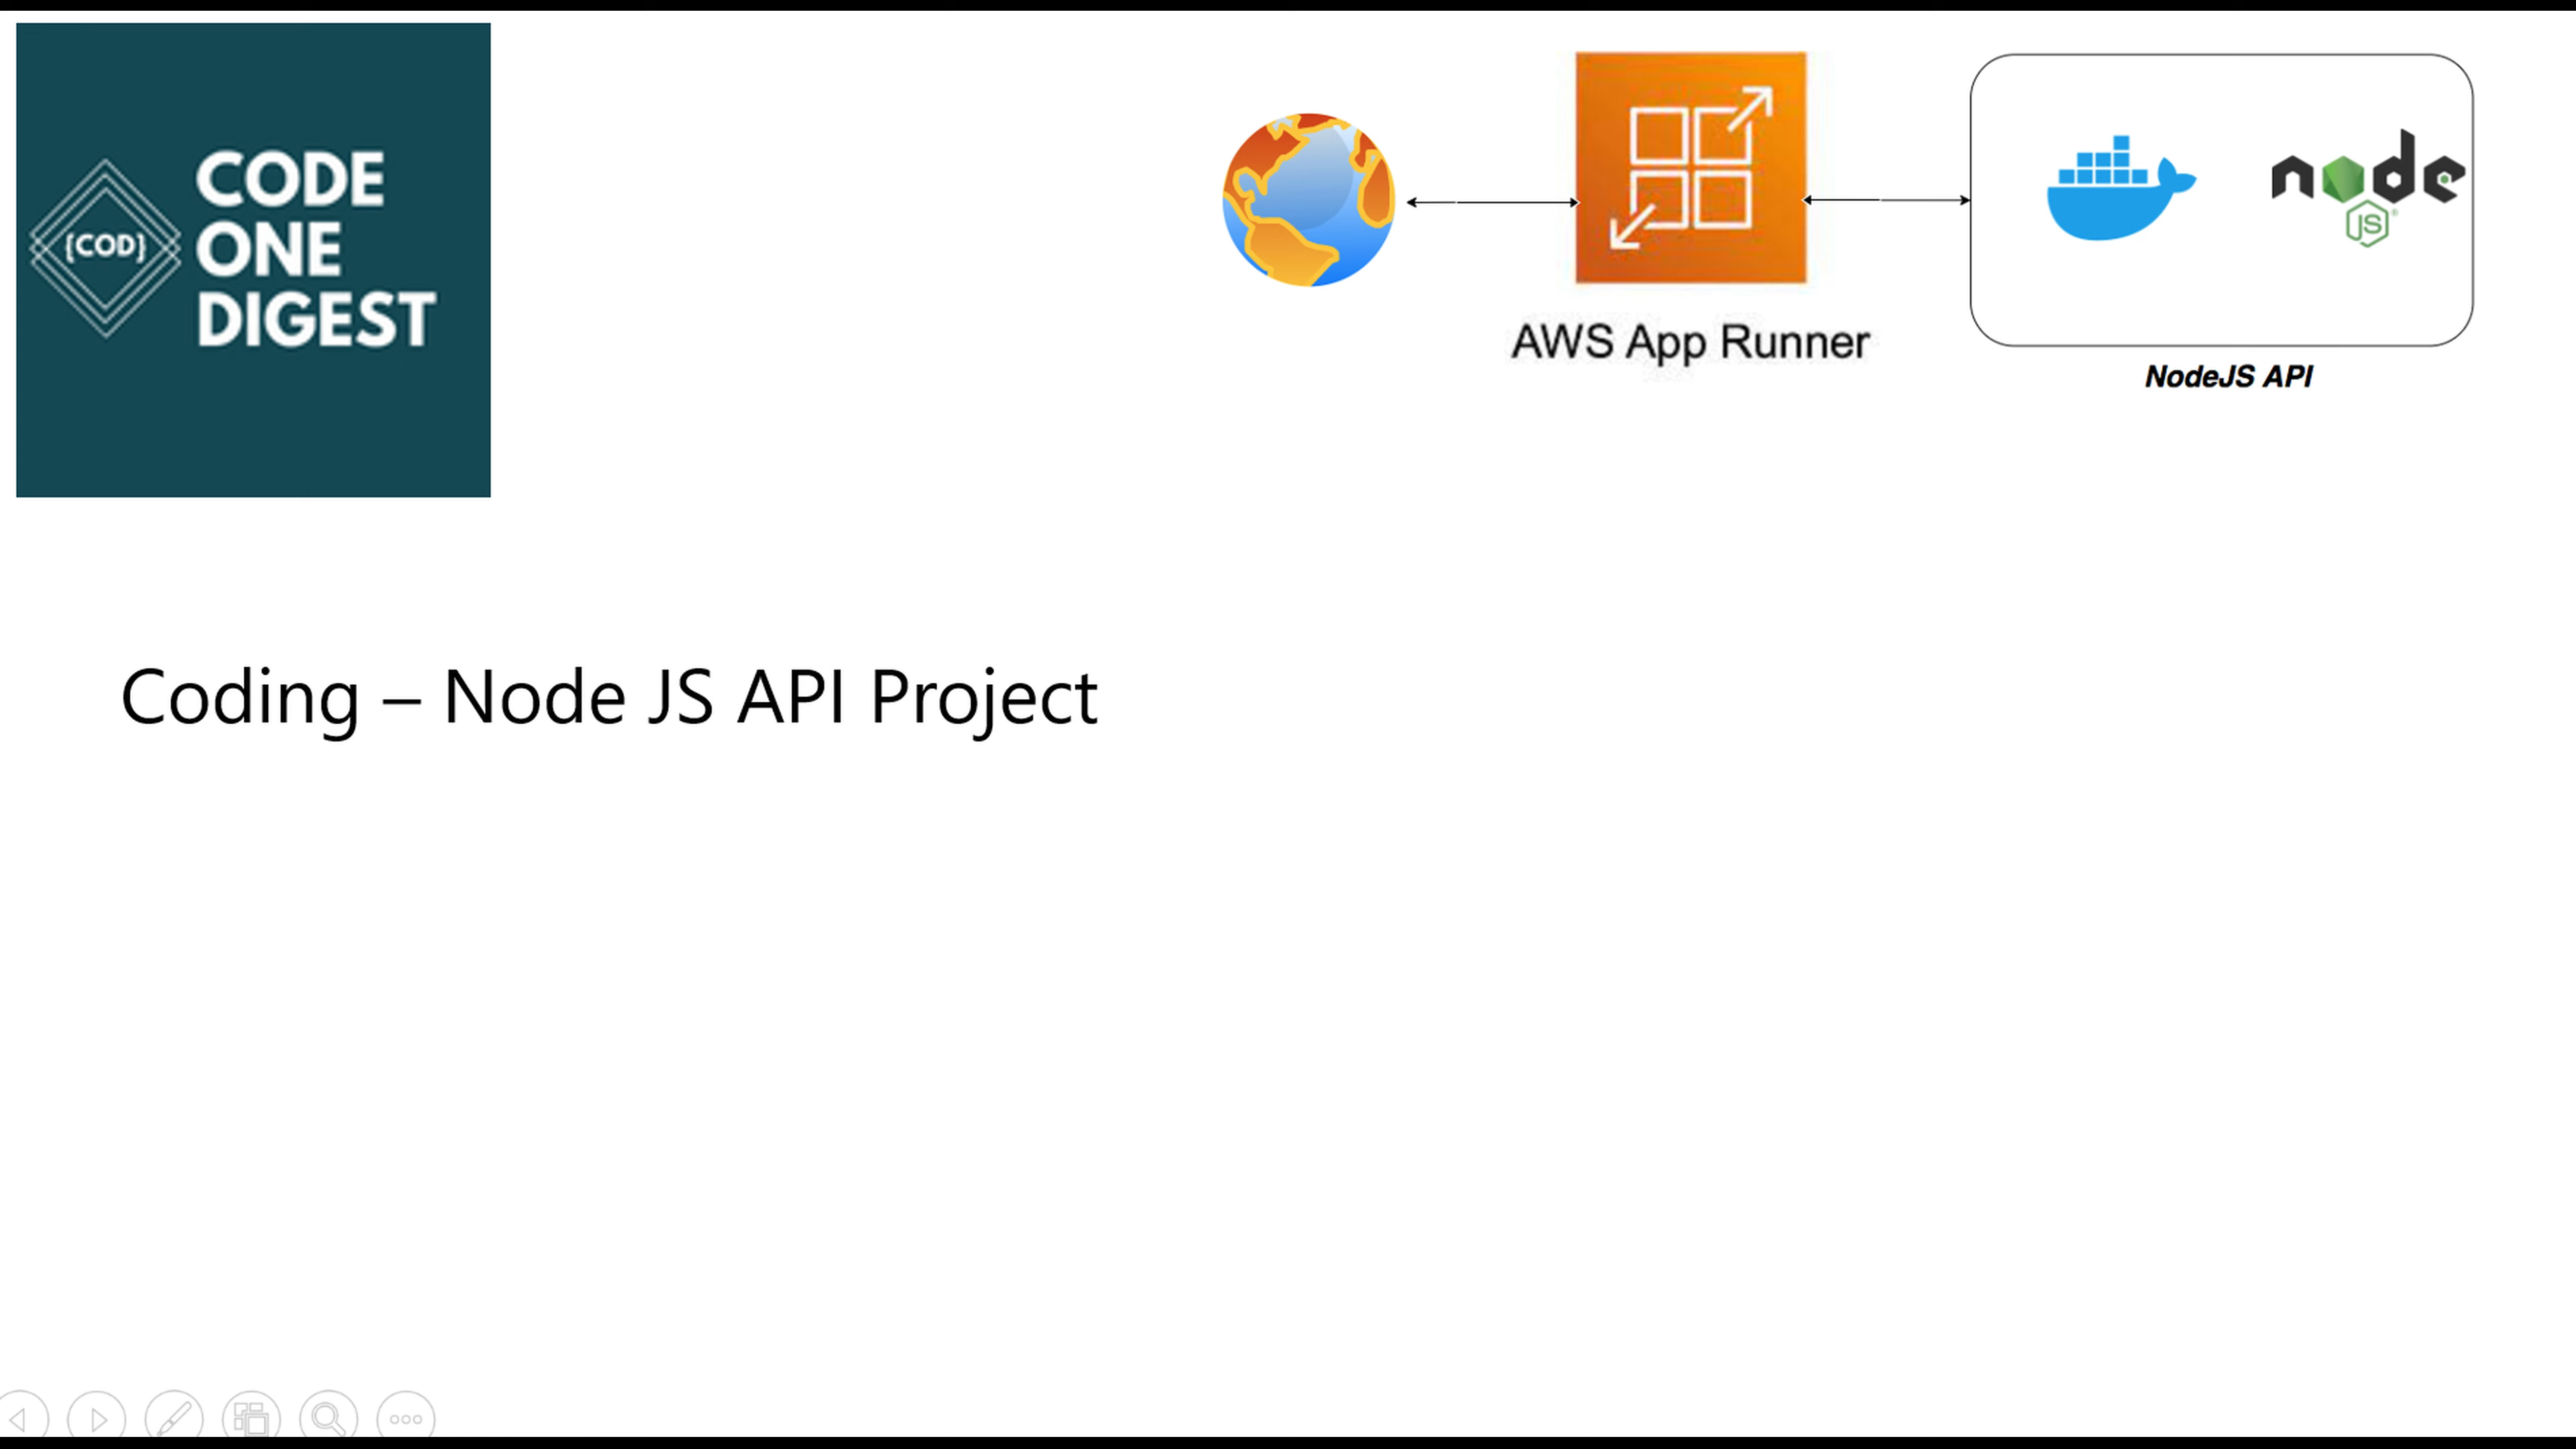 {COD}
CODE
ONE
DIGEST
node
JS
AWS App Runner
NodeJS API
Coding – Node JS API Project